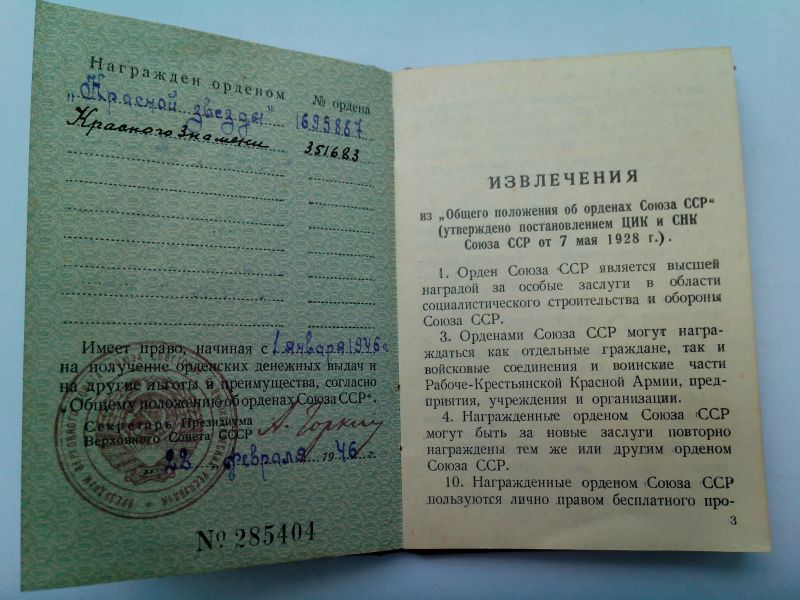 Награжден орденом
№ ордена
„Красной звезды"
1695887
Красного Знамени
351683
Имеет право, начиная с 1 января 1946 г
на получение орденских денежных выдач и
на другие льготы и преимущества, согласно
„Общему положению об орденах Союза ССР".
Секретарь Президиума
Верховного Совета СССР
А. Горкин
22 февраля 1946 г.
№ 285404
ИЗВЛЕЧЕНИЯ
из „Общего положения об орденах Союза ССР"
(утверждено постановлением ЦИК и СНК
Союза ССР от 7 мая 1928 г.).
1. Орден Союза ССР является высшей
наградой за особые заслуги в области
социалистического строительства и обороны
Союза ССР.
3. Орденами Союза ССР могут награ-
ждаться как отдельные граждане, так и
войсковые соединения и воинские части
Рабоче-Крестьянской Красной Армии, пред-
приятия, учреждения и организации.
4. Награжденные орденом Союза ССР
могут быть за новые заслуги повторно
награждены тем же или другим орденом
Союза ССР.
10. Награжденные орденом Союза ССР
пользуются лично правом бесплатного про-
3